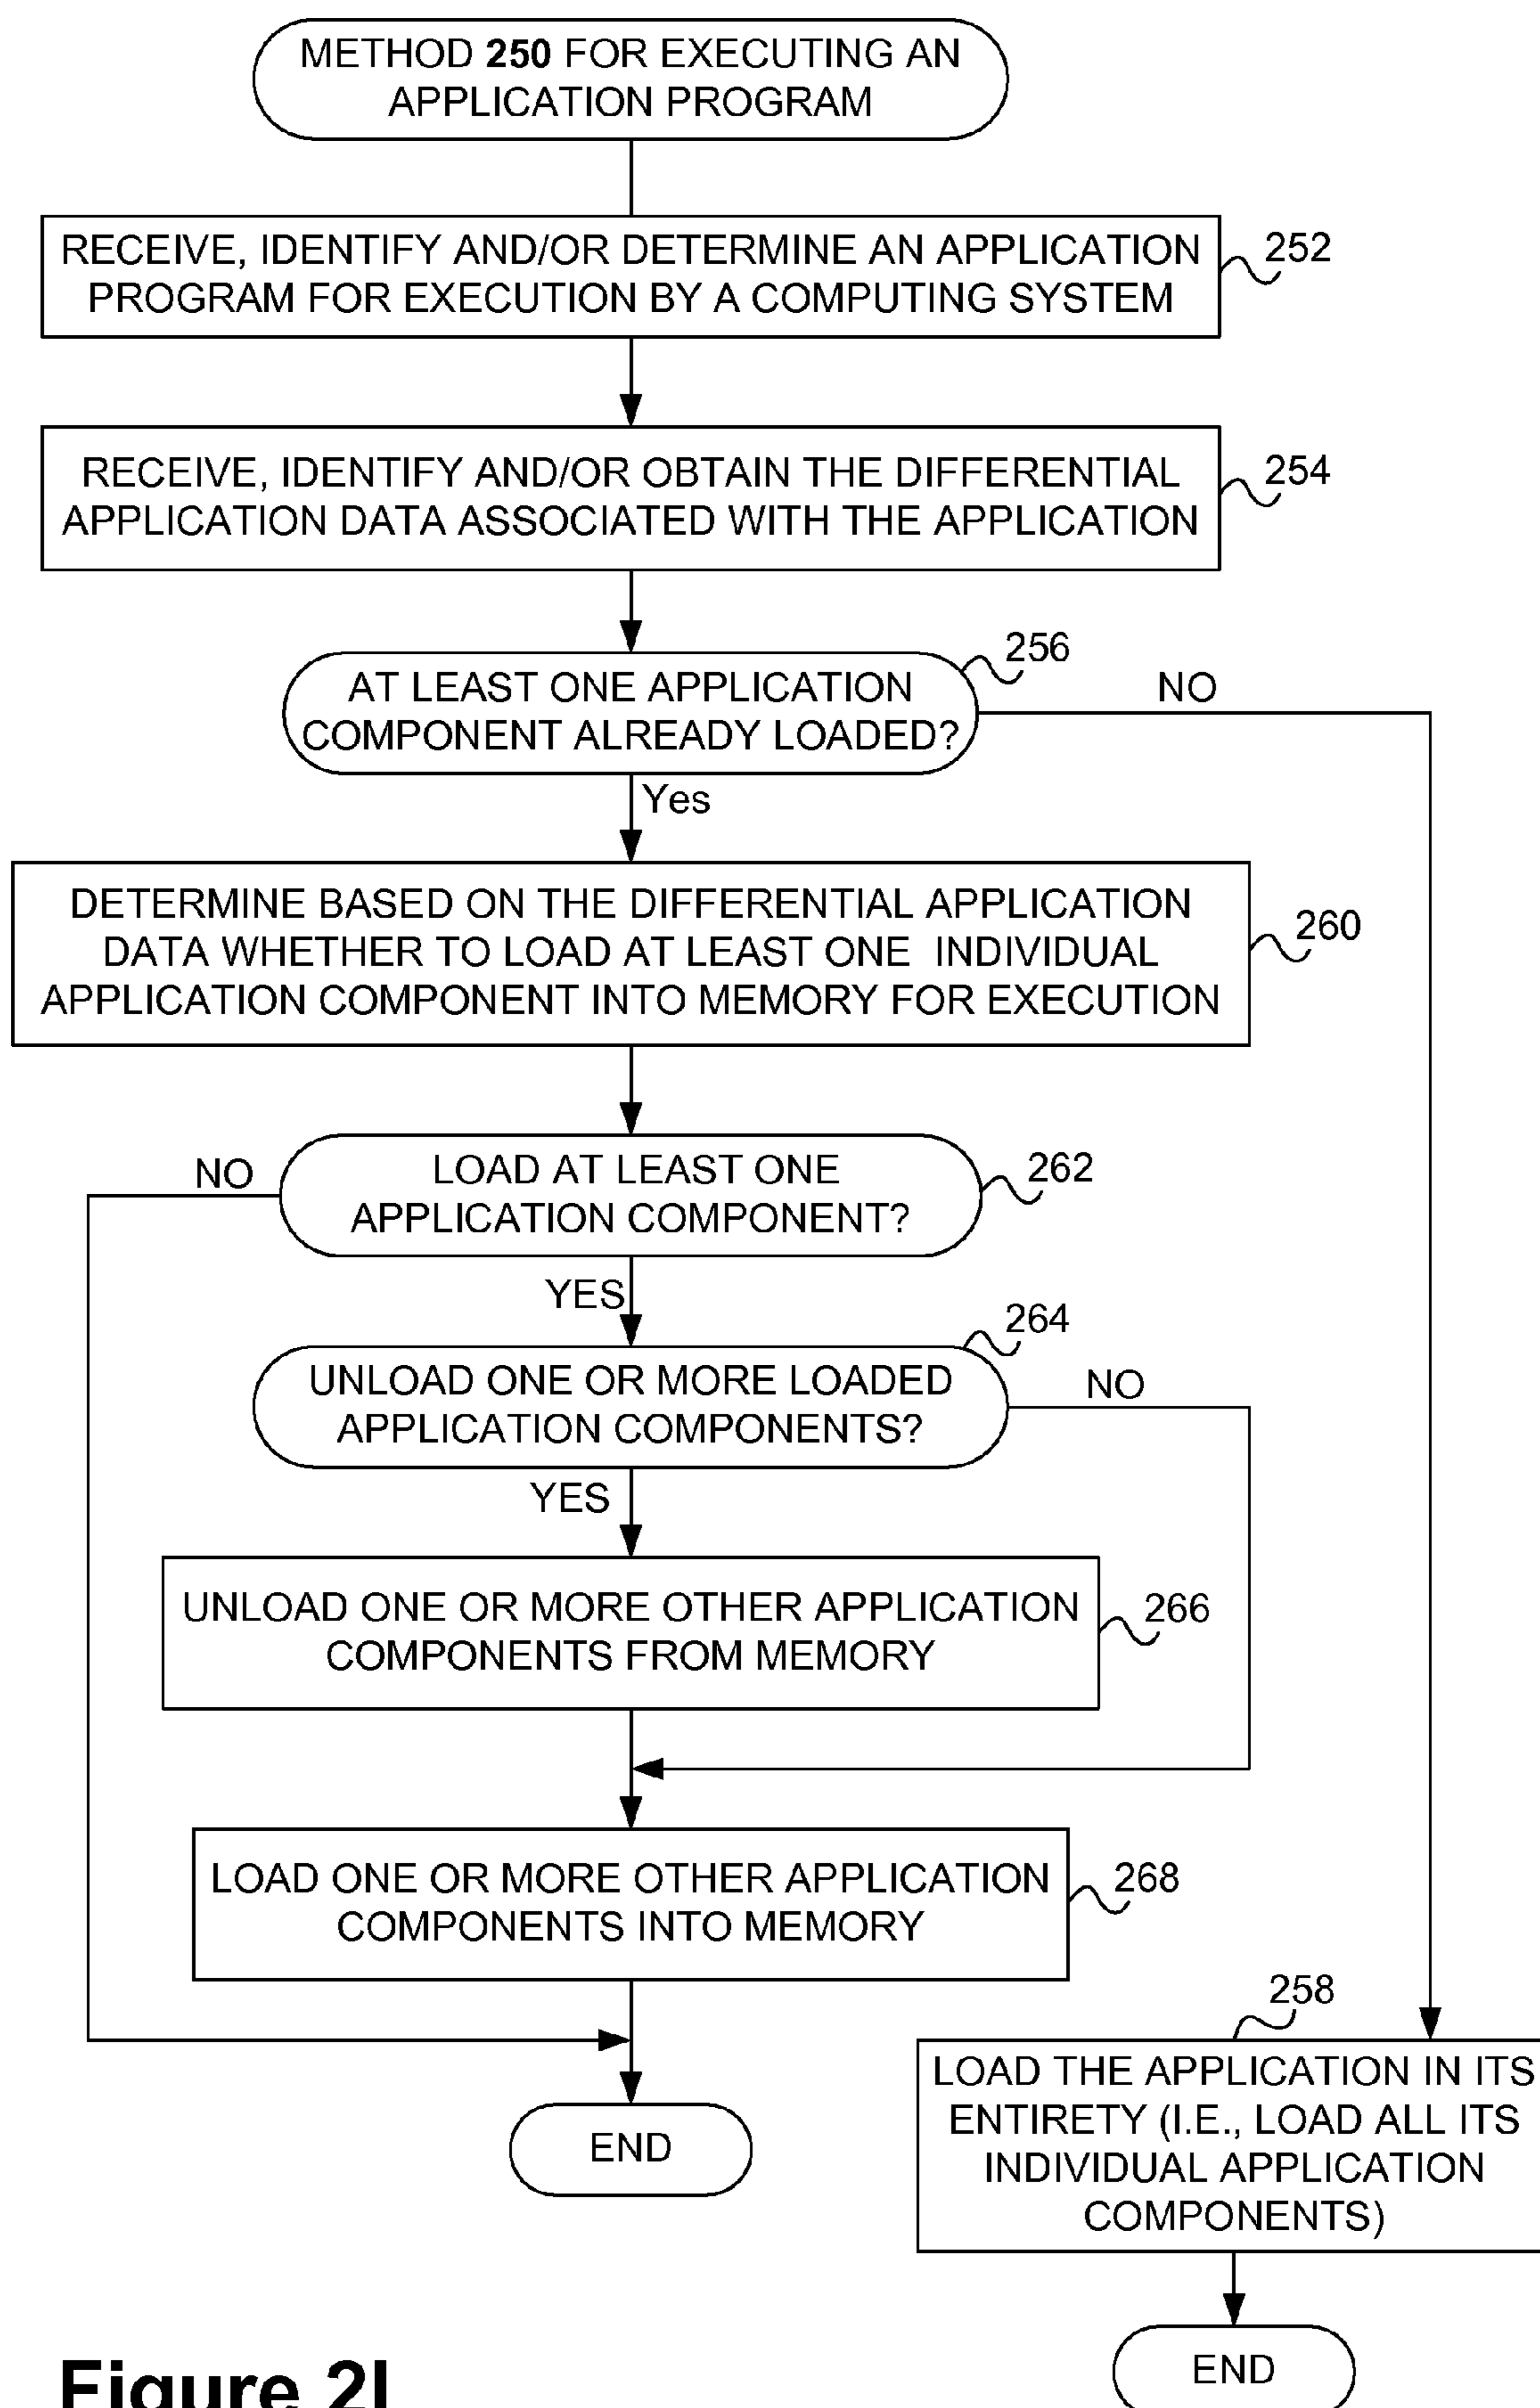 METHOD 250 FOR EXECUTING AN
APPLICATION PROGRAM
RECEIVE, IDENTIFY AND/OR DETERMINE AN APPLICATION
PROGRAM FOR EXECUTION BY A COMPUTING SYSTEM
252
RECEIVE, IDENTIFY AND/OR OBTAIN THE DIFFERENTIAL
APPLICATION DATA ASSOCIATED WITH THE APPLICATION
254
AT LEAST ONE APPLICATION
COMPONENT ALREADY LOADED?
256
NO
Yes
DETERMINE BASED ON THE DIFFERENTIAL APPLICATION
DATA WHETHER TO LOAD AT LEAST ONE INDIVIDUAL
APPLICATION COMPONENT INTO MEMORY FOR EXECUTION
260
NO
LOAD AT LEAST ONE
APPLICATION COMPONENT?
262
YES
264
UNLOAD ONE OR MORE LOADED
APPLICATION COMPONENTS?
NO
YES
UNLOAD ONE OR MORE OTHER APPLICATION
COMPONENTS FROM MEMORY
266
LOAD ONE OR MORE OTHER APPLICATION
COMPONENTS INTO MEMORY
268
258
LOAD THE APPLICATION IN ITS
ENTIRETY (I.E., LOAD ALL ITS
INDIVIDUAL APPLICATION
COMPONENTS)
END
END
Figure 2I